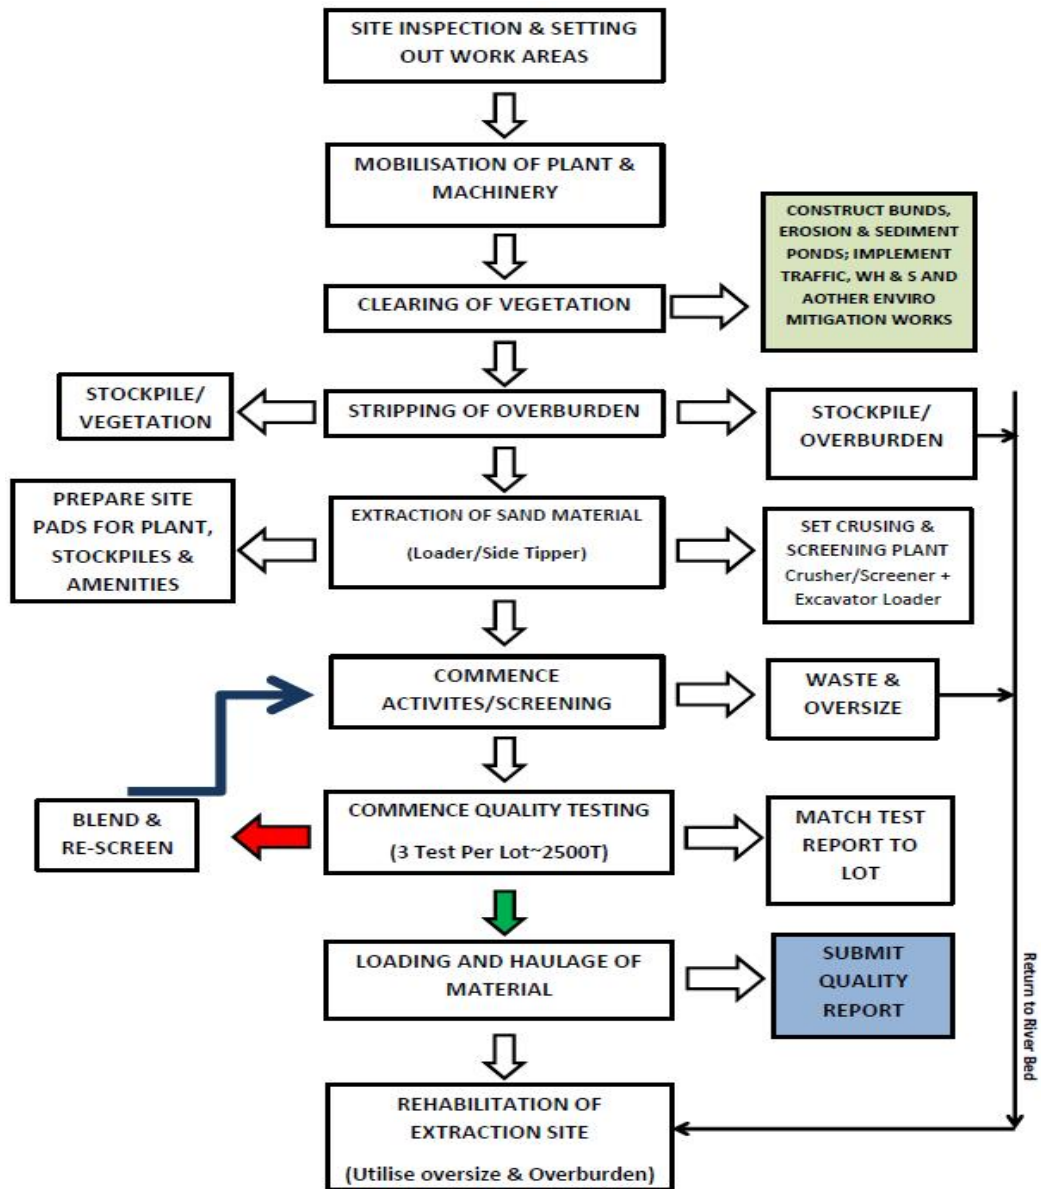 SITE INSPECTION & SETTING
OUT WORK AREAS
MOBILISATION OF PLANT &
MACHINERY
CONSTRUCT BUNDS,
EROSION & SEDIMENT
PONDS; IMPLEMENT
TRAFFIC, WH & S AND
AOTHER ENVIRO
MITIGATION WORKS
CLEARING OF VEGETATION
STOCKPILE/
VEGETATION
STRIPPING OF OVERBURDEN
STOCKPILE/
OVERBURDEN
PREPARE SITE
PADS FOR PLANT,
STOCKPILES &
AMENITIES
EXTRACTION OF SAND MATERIAL
(Loader/Side Tipper)
SET CRUSING &
SCREENING PLANT
Crusher/Screener +
Excavator Loader
COMMENCE
ACTIVITES/SCREENING
WASTE &
OVERSIZE
BLEND &
RE-SCREEN
COMMENCE QUALITY TESTING
(3 Test Per Lot~2500T)
MATCH TEST
REPORT TO
LOT
LOADING AND HAULAGE OF
MATERIAL
SUBMIT
QUALITY
REPORT
Return to River Bed
REHABILITATION OF
EXTRACTION SITE
(Utilise oversize & Overburden)